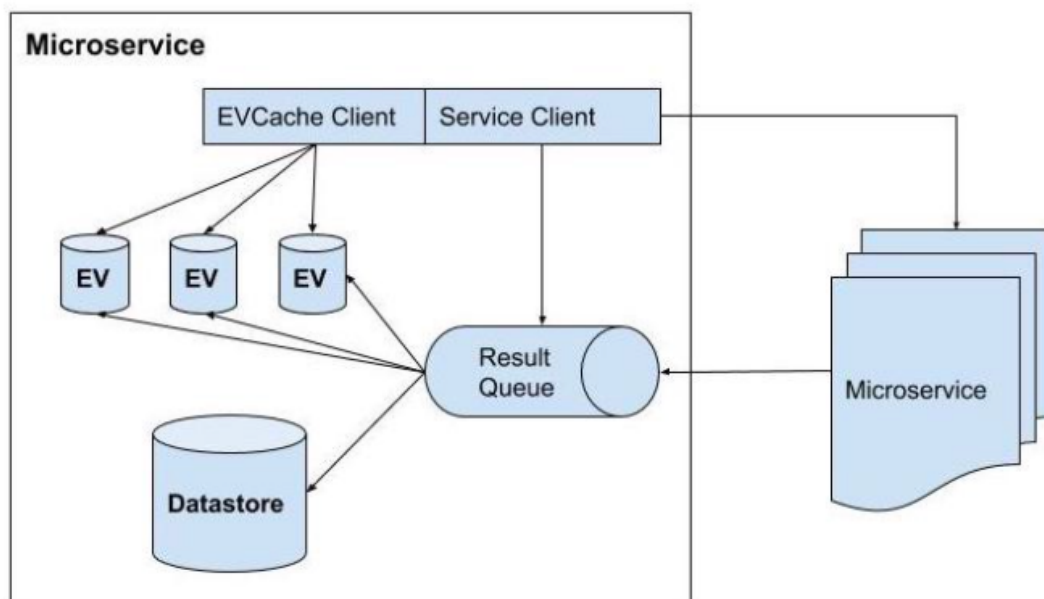 Microservice
EVCache Client
Service Client
EV
EV
EV
Result
Queue
Microservice
Datastore